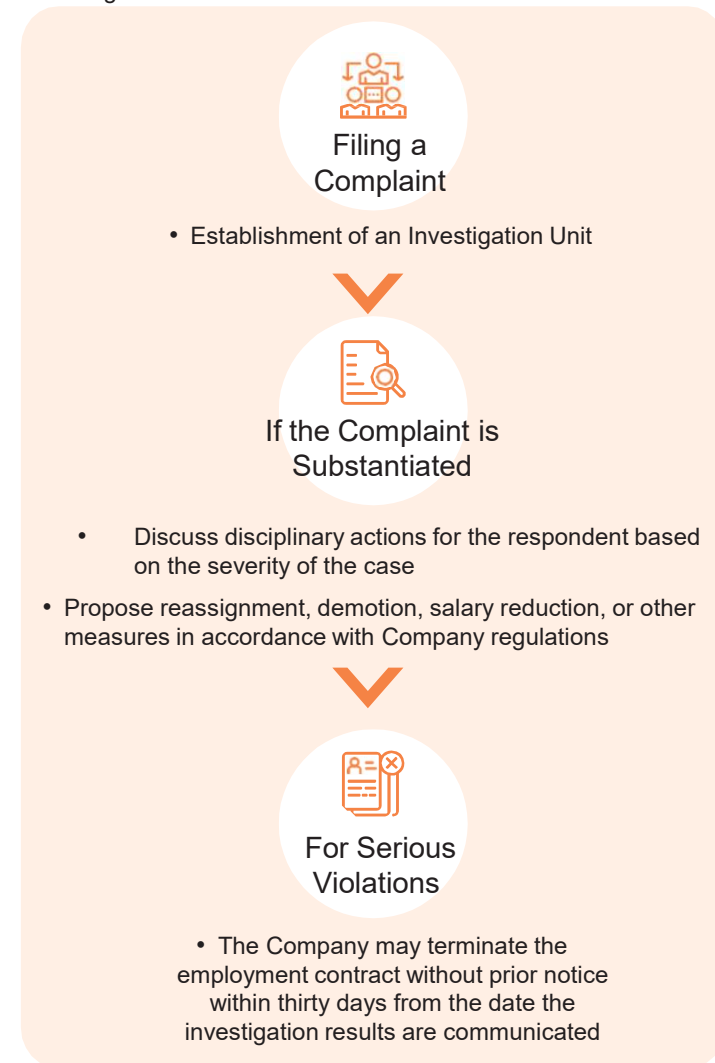 Filing a
Complaint
• Establishment of an Investigation Unit
If the Complaint is
Substantiated
• Discuss disciplinary actions for the respondent based
on the severity of the case
• Propose reassignment, demotion, salary reduction, or other
measures in accordance with Company regulations
For Serious
Violations
• The Company may terminate the
employment contract without prior notice
within thirty days from the date the
investigation results are communicated